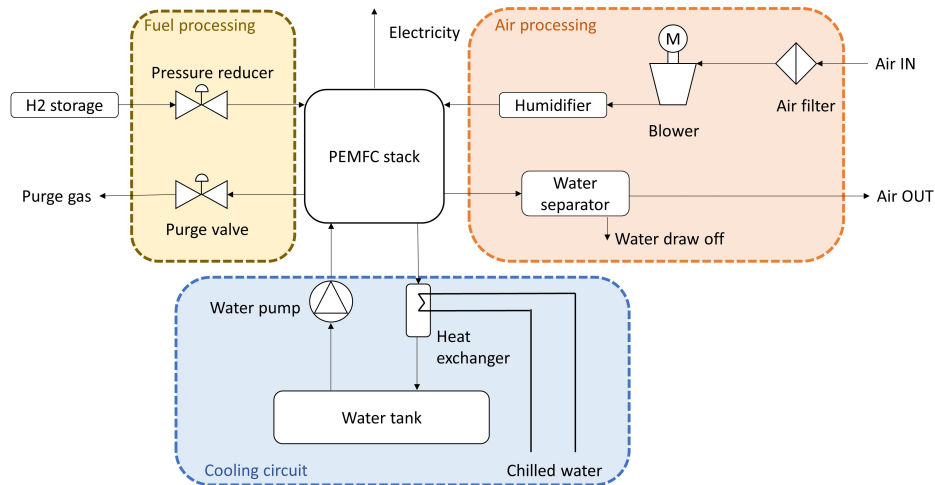 Fuel processing
Electricity
Air processing
M
Air IN
Pressure reducer
H2 storage
Humidifier
Air filter
Blower
PEMFC stack
Purge gas
Water
separator
Air OUT
Purge valve
Water draw off
Water pump
Heat
exchanger
Water tank
Cooling circuit
Chilled water